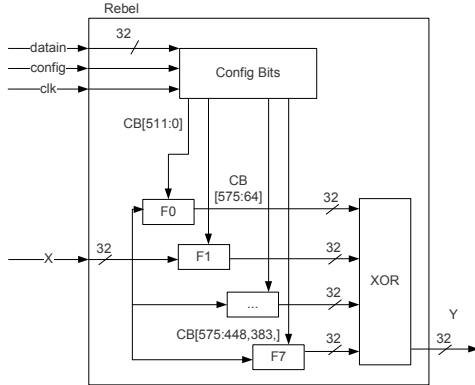 Rebel
datain
32
config
clk
Config Bits
CB[511:0]
CB
[575:64]
F0
32
X
32
F1
32
XOR
...
32
Y
32
CB[575:448,383,]
F7
32